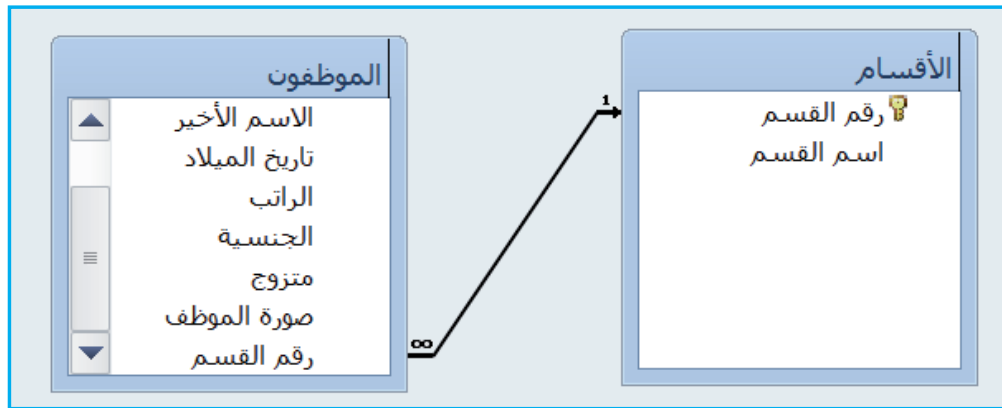 الأقسام
رقم القسم
اسم القسم
1
∞
الموظفون
الاسم الأخير
تاريخ الميلاد
الراتب
الجنسية
متزوج
صورة الموظف
رقم القسم